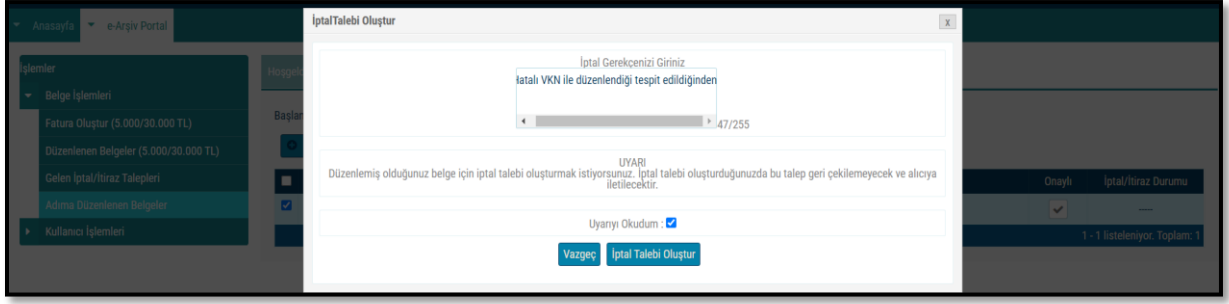 Anasayfa
e-Arşiv Portal
İptalTalebi Oluştur
x
İşlemler
Belge İşlemleri
Fatura Oluştur (5.000/30.000 TL)
Düzenlenen Belgeler (5.000/30.000 TL)
Gelen İptal/İtiraz Talepleri
Adıma Düzenlenen Belgeler
Kullanıcı İşlemleri
İptal Gerekçenizi Giriniz
Hatalı VKN ile düzenlendiği tespit edildiğinden
47/255
UYARI
Düzenlemiş olduğunuz belge için iptal talebi oluşturmak istiyorsunuz. İptal talebi oluşturduğunuzda bu talep geri çekilemeyecek ve alıcıya
iletilecektir.
Uyarıyı Okudum :
Vazgeç
İptal Talebi Oluştur
Onaylı
İptal/İtiraz Durumu
----
1 - 1 listeleniyor. Toplam: 1